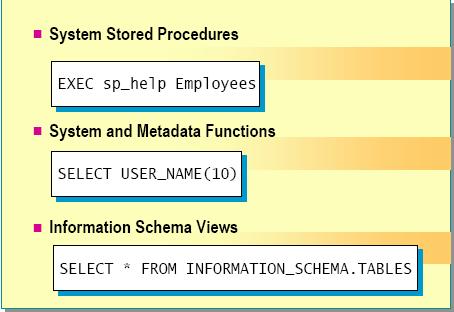 System Stored Procedures
EXEC sp_help Employees
System and Metadata Functions
SELECT USER_NAME(10)
Information Schema Views
SELECT * FROM INFORMATION_SCHEMA.TABLES